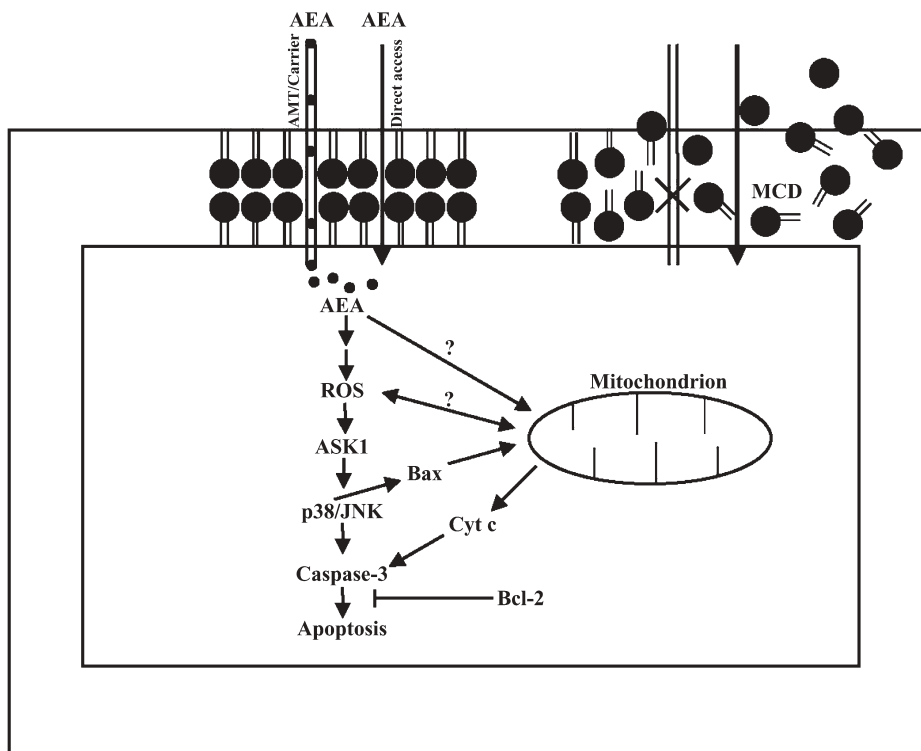 AEA
AEA
AMT/Carrier
Direct access
MCD
AEA
?
ROS
?
Mitochondrion
ASK1
Bax
p38/JNK
Cyt c
Caspase-3
Bcl-2
Apoptosis